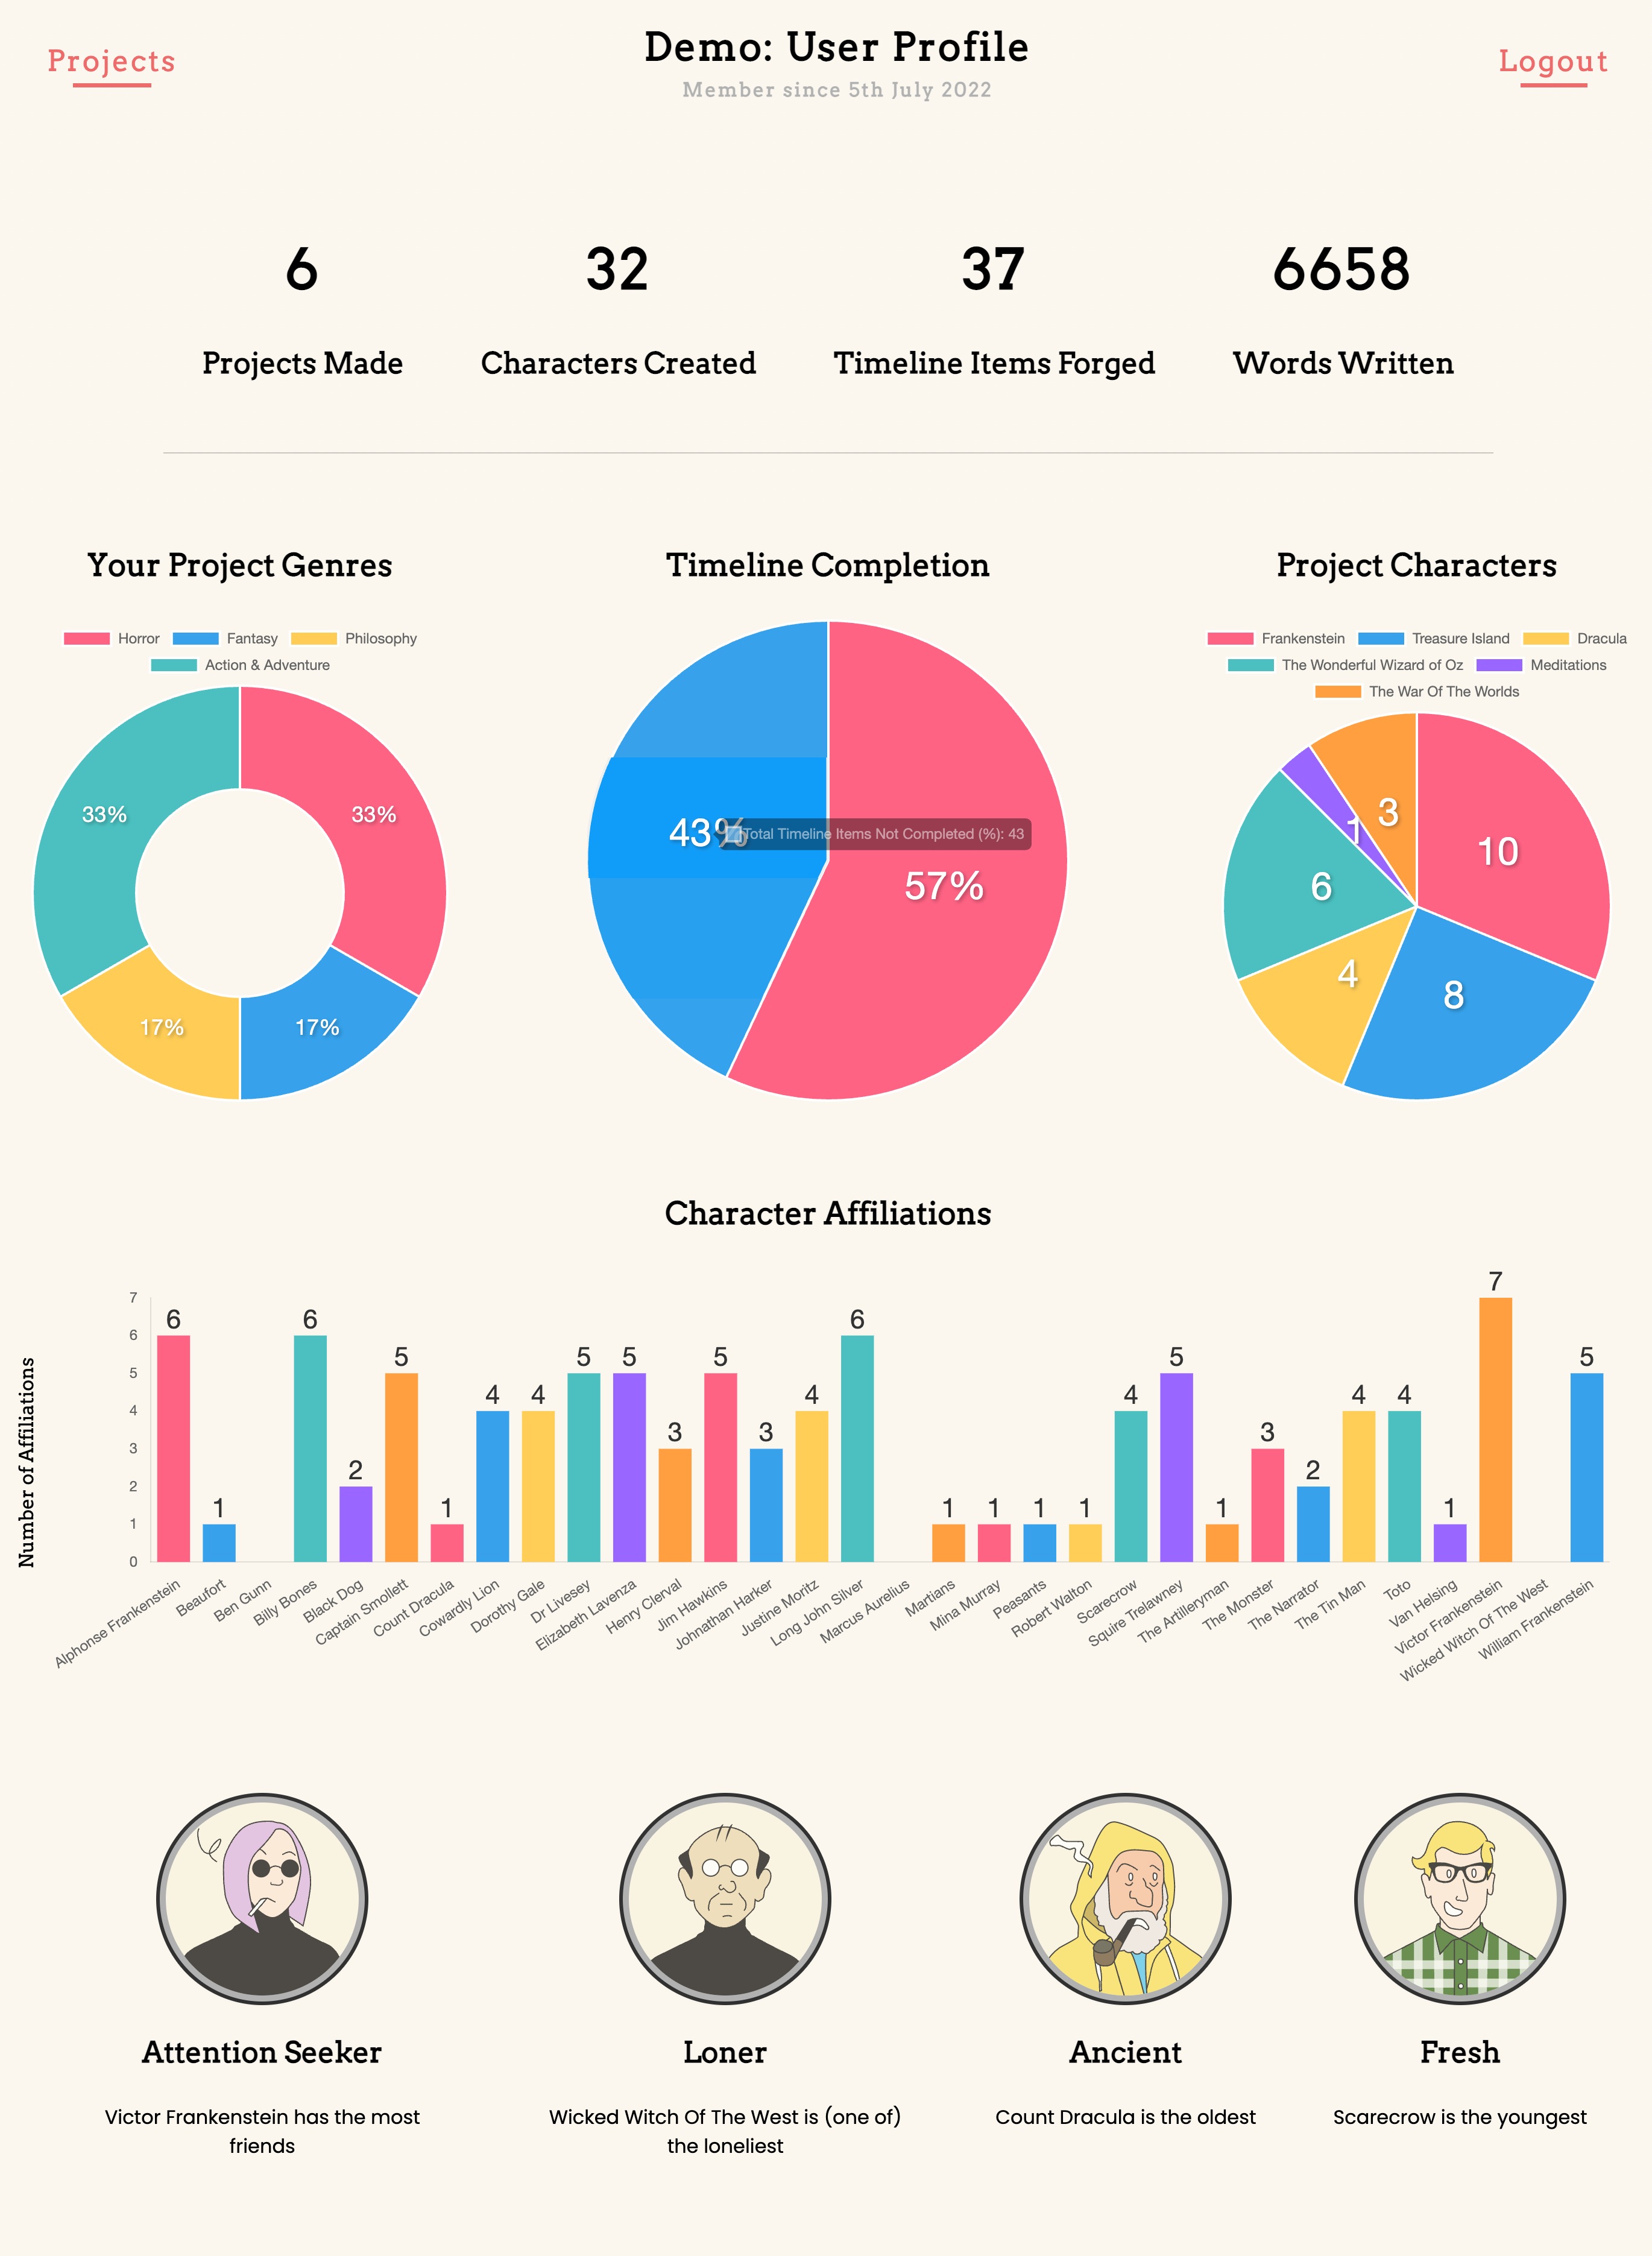 Projects
Demo: User Profile
Logout
Member since 5th July 2022
6
32
37
6658
Projects Made
Characters Created
Timeline Items Forged
Words Written
Your Project Genres
Horror
Fantasy
Philosophy
Action & Adventure
33%
33%
17%
17%
Timeline Completion
43%
Total Timeline Items Not Completed (%): 43
57%
Project Characters
Frankenstein
Treasure Island
Dracula
The Wonderful Wizard of Oz
Meditations
The War Of The Worlds
3
1
10
6
4
8
Character Affiliations
Number of Affiliations
7
6
5
4
3
2
1
0
6
1
6
2
5
1
4
4
5
5
3
5
3
4
6
1
1
1
1
4
5
1
3
2
4
4
1
7
5
Alphonse Frankenstein
Beaufort
Ben Gunn
Billy Bones
Black Dog
Captain Smollett
Count Dracula
Cowardly Lion
Dorothy Gale
Dr Livesey
Elizabeth Lavenza
Henry Clerval
Jim Hawkins
Johnathan Harker
Justine Moritz
Long John Silver
Marcus Aurelius
Martians
Mina Murray
Peasants
Robert Walton
Scarecrow
Squire Trelawney
The Artilleryman
The Monster
The Narrator
The Tin Man
Toto
Van Helsing
Victor Frankenstein
Wicked Witch Of The West
William Frankenstein
Attention Seeker
Victor Frankenstein has the most
friends
Loner
Wicked Witch Of The West is (one of)
the loneliest
Ancient
Count Dracula is the oldest
Fresh
Scarecrow is the youngest